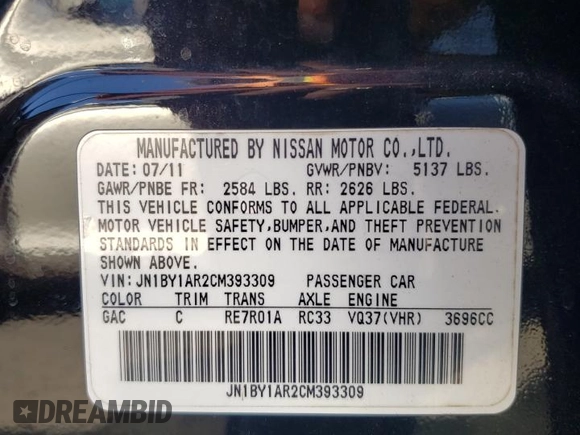 MANUFACTURED BY NISSAN MOTOR CO.,LTD.
DATE: 07/11 GVWR/PNBV: 5137 LBS.
GAWR/PNBE FR: 2584 LBS. RR: 2626 LBS.
THIS VEHICLE CONFORMS TO ALL APPLICABLE FEDERAL.
MOTOR VEHICLE SAFETY,BUMPER,AND THEFT PREVENTION
STANDARDS IN EFFECT ON THE DATE OF MANUFACTURE
SHOWN ABOVE.
VIN: JN1BY1AR2CM393309 PASSENGER CAR
COLOR TRIM TRANS AXLE ENGINE
GAC C RE7R01A RC33 VQ37(VHR) 3696CC
JN1BY1AR2CM393309
DREAMBID